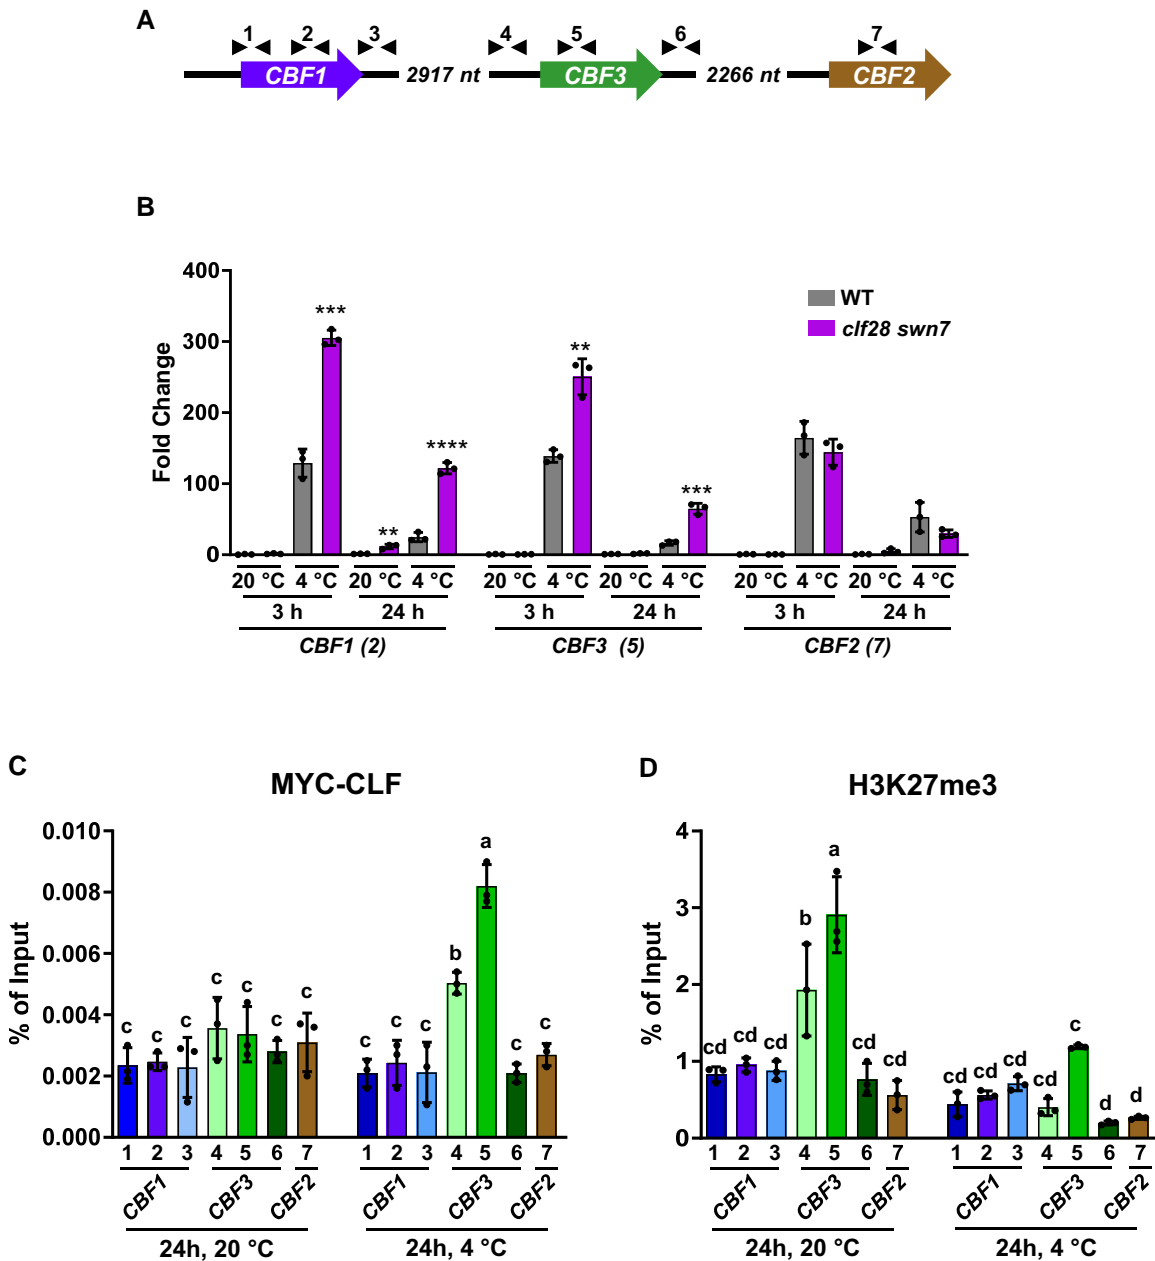 A
1 2 3 4 5 6 7
CBF1 2917 nt CBF3 2266 nt CBF2
B
Fold Change
400
300
200
100
0
WT
clf28 swn7
*** ** **** ** ***
20 °C 4 °C 20 °C 4 °C 20 °C 4 °C 20 °C 4 °C 20 °C 4 °C 20 °C 4 °C
3 h 24 h 3 h 24 h 3 h 24 h
CBF1 (2) CBF3 (5) CBF2 (7)
C
MYC-CLF
% of Input
0.010
0.008
0.006
0.004
0.002
0.000
c c c c c c c c c c b a c c
1 2 3 4 5 6 7 1 2 3 4 5 6 7
CBF1 CBF3 CBF2 CBF1 CBF3 CBF2
24h, 20 °C 24h, 4 °C
D
H3K27me3
% of Input
4
3
2
1
0
cd cd cd b a cd cd cd cd cd cd c d d
1 2 3 4 5 6 7 1 2 3 4 5 6 7
CBF1 CBF3 CBF2 CBF1 CBF3 CBF2
24h, 20 °C 24h, 4 °C